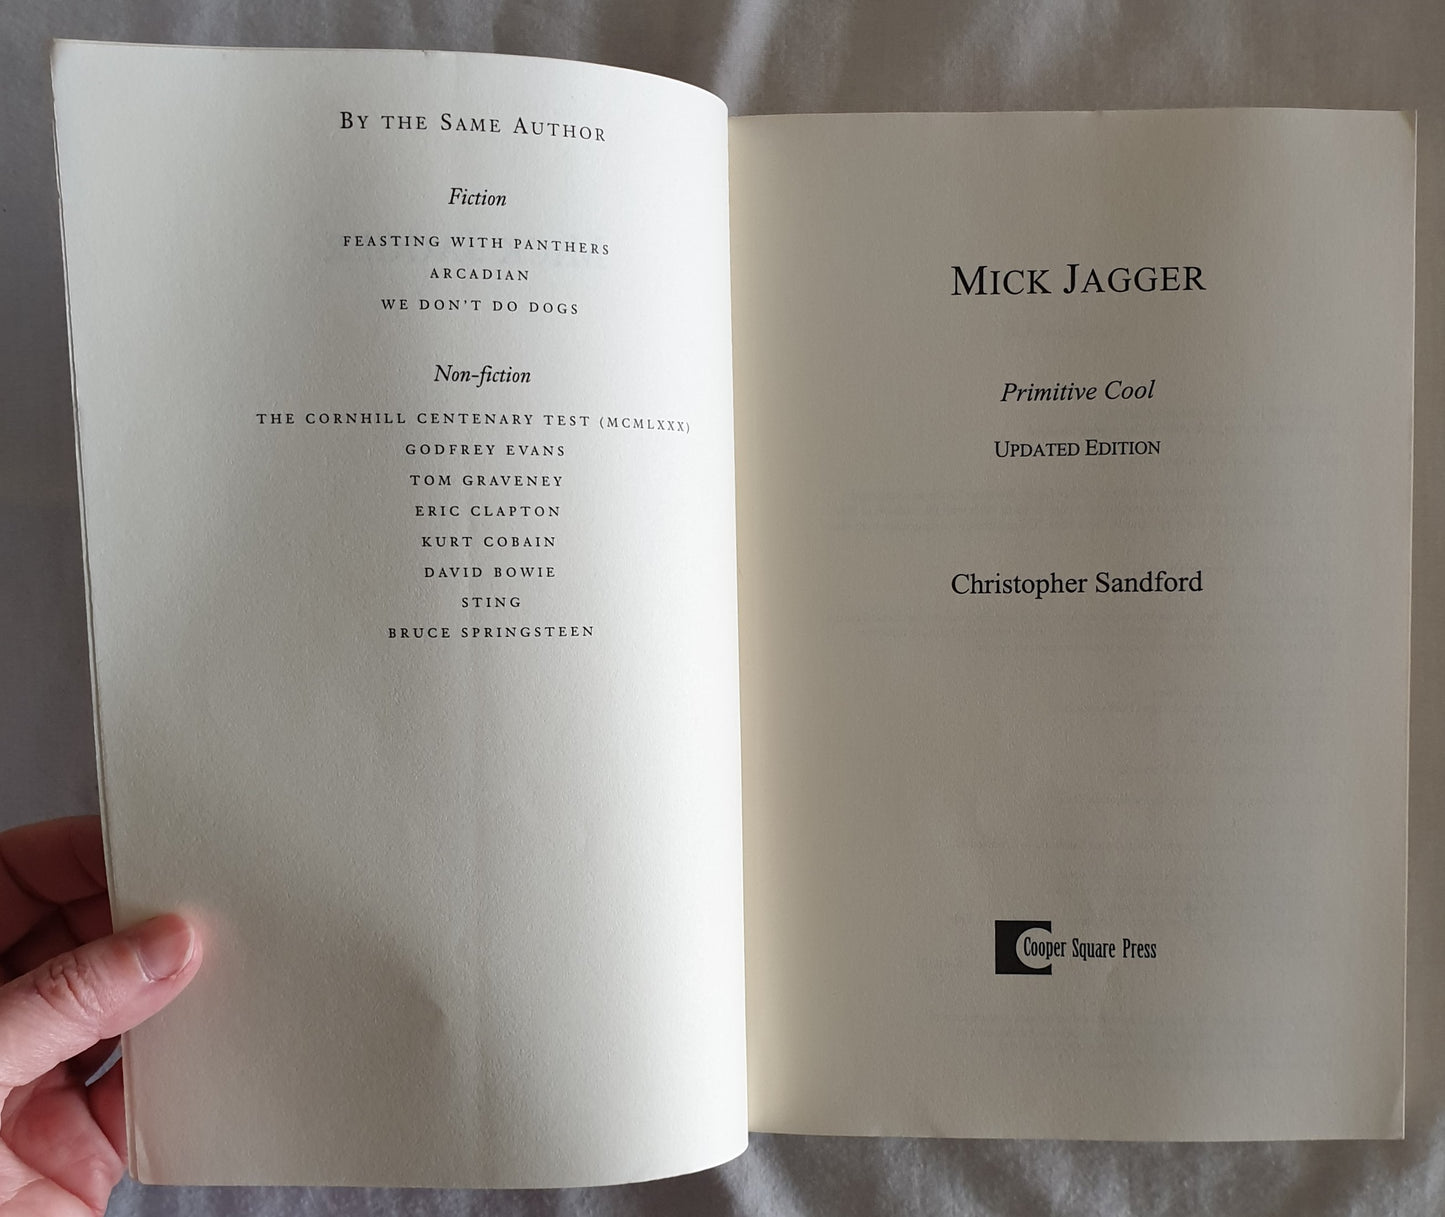 By the Same Author
Fiction
FEASTING WITH PANTHERS
ARCADIAN
WE DON'T DO DOGS
Non-fiction
THE CORNHILL CENTENARY TEST (MCMLXXX)
GODFREY EVANS
TOM GRAVENEY
ERIC CLAPTON
KURT COBAIN
DAVID BOWIE
STING
BRUCE SPRINGSTEEN
MICK JAGGER
Primitive Cool
UPDATED EDITION
Christopher Sandford
Cooper Square Press